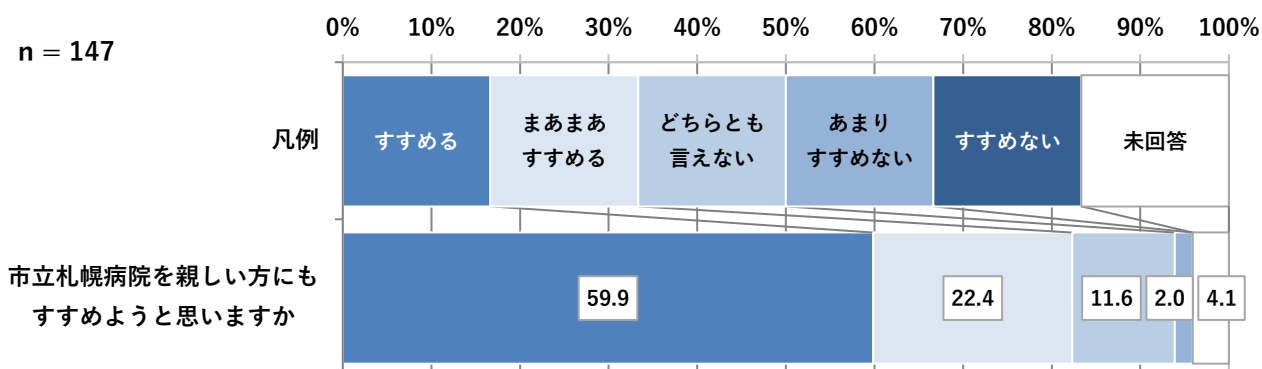 0% 10% 20% 30% 40% 50% 60% 70% 80% 90% 100%
n = 147
凡例
すすめる
まあまあ
すすめる
どちらとも
言えない
あまり
すすめない
すすめない
未回答
市立札幌病院を親しい方にも
すすめようと思いますか
59.9 22.4 11.6 2.0 4.1